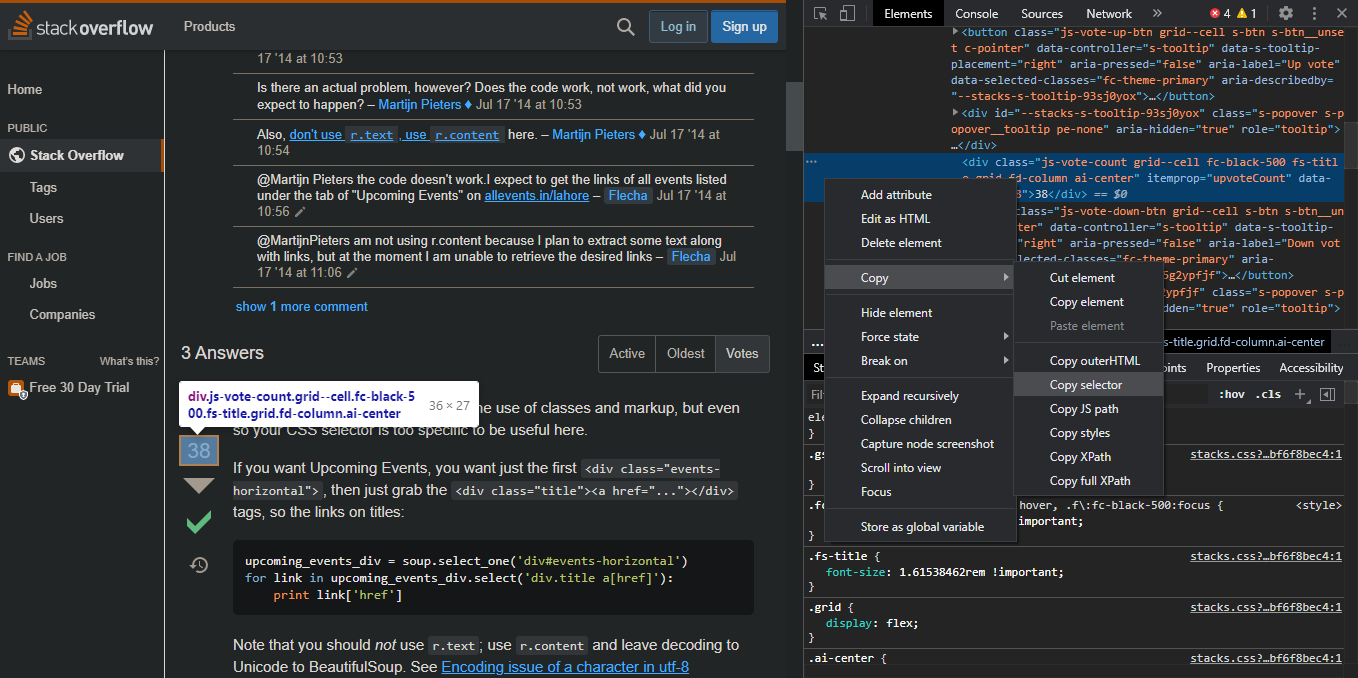 stackoverflow
Products
Log in
Sign up
Home
PUBLIC
Stack Overflow
Tags
Users
FIND A JOB
Jobs
Companies
TEAMS
What's this?
Free 30 Day Trial
17 '14 at 10:53
Is there an actual problem, however? Does the code work, not work, what did you
expect to happen? – Martijn Pieters ♦ Jul 17 '14 at 10:53
Also, don't use r.text, use r.content here. – Martijn Pieters ♦ Jul 17 '14 at
10:54
@Martijn Pieters the code doesn't work.I expect to get the links of all events listed
under the tab of "Upcoming Events" on allevents.in/lahore – Flecha Jul 17 '14 at
10:56
@MartijnPieters am not using r.content because I plan to extract some text along
with links, but at the moment I am unable to retrieve the desired links – Flecha Jul
17 '14 at 11:06
show 1 more comment
3 Answers
Active
Oldest
Votes
div.js-vote-count.grid--cell.fc-black-5
00.fs-title.grid.fd-column.ai-center
36 × 27
ne use of classes and markup, but even
so your CSS selector is too specific to be useful here.
38
If you want Upcoming Events, you want just the first <div class="events-
horizontal">, then just grab the <div class="title"><a href="..."></div>
tags, so the links on titles:
upcoming_events_div = soup.select_one('div#events-horizontal')
for link in upcoming_events_div.select('div.title a[href]'):
print link['href']
Note that you should not use r.text; use r.content and leave decoding to
Unicode to BeautifulSoup. See Encoding issue of a character in utf-8
Elements
Console
Sources
Network
»
4
1
<button class="js-vote-up-btn grid--cell s-btn s-btn__unse
t c-pointer" data-controller="s-tooltip" data-s-tooltip-
placement="right" aria-pressed="false" aria-label="Up vote"
data-selected-classes="fc-theme-primary" aria-describedby=
"--stacks-s-tooltip-93sj0yox">…</button>
<div id="--stacks-s-tooltip-93sj0yox" class="s-popover s-p
opover__tooltip pe-none" aria-hidden="true" role="tooltip">
…</div>
<div class="js-vote-count grid--cell fc-black-500 fs-titl
e grid fd-column ai-center" itemprop="upvoteCount" data-
8">38</div> == $0
class="js-vote-down-btn grid--cell s-btn s-btn__un
ter" data-controller="s-tooltip" data-s-tooltip-
"right" aria-pressed="false" aria-label="Down vot
elected-classes="fc-theme-primary" aria-
5g2ypfjf">…</button>
2ypfjf" class="s-popover s-p
dden="true" role="tooltip">
Add attribute
Edit as HTML
Delete element
Copy
Hide element
Force state
Break on
Expand recursively
Collapse children
Capture node screenshot
Scroll into view
Focus
Store as global variable
Cut element
Copy element
Paste element
Copy outerHTML
Copy selector
Copy JS path
Copy styles
Copy XPath
Copy full XPath
...
s-title.grid.fd-column.ai-center
St
oints
Properties
Accessibility
Fil
:hov
.cls
ele
}
.gs
stacks.css?…bf6f8bec4:1
}
.fc
hover, .f\:fc-black-500:focus {
<style>
important;
}
.fs-title {
stacks.css?…bf6f8bec4:1
font-size: 1.61538462rem !important;
}
.grid {
stacks.css?…bf6f8bec4:1
display: flex;
}
.ai-center {
stacks.css?…bf6f8bec4:1